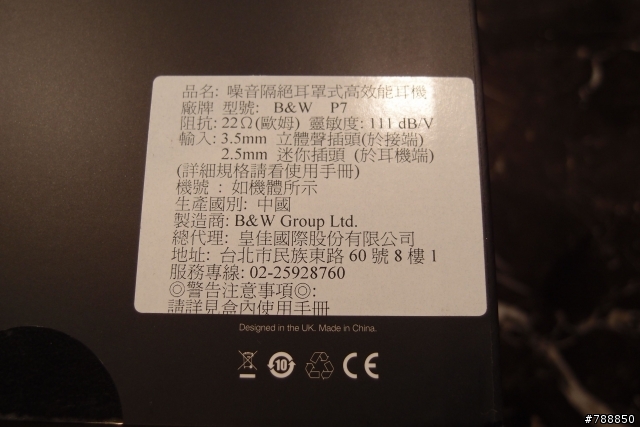 品名: 噪音隔絕耳罩式高效能耳機
廠牌 型號: B&W P7
阻抗: 22Ω(歐姆) 靈敏度: 111 dB/V
輸入: 3.5mm 立體聲插頭(於接端)
2.5mm 迷你插頭 (於耳機端)
(詳細規格請看使用手冊)
機號 : 如機體所示
生產國別: 中國
製造商: B&W Group Ltd.
總代理: 皇佳國際股份有限公司
地址: 台北市民族東路 60 號 8 樓 1
服務專線: 02-25928760
◎警告注意事項◎:
請詳見盒內使用手冊
Designed in the UK. Made in China.
10
CE
#788850